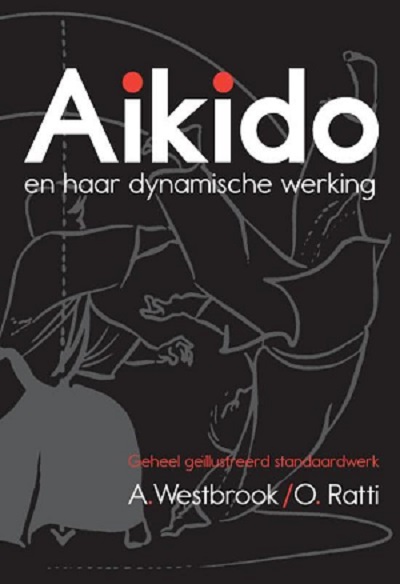 Aikido
en haar dynamische werking
Geheel geïllustreerd standaardwerk
A.Westbrook /O. Ratti